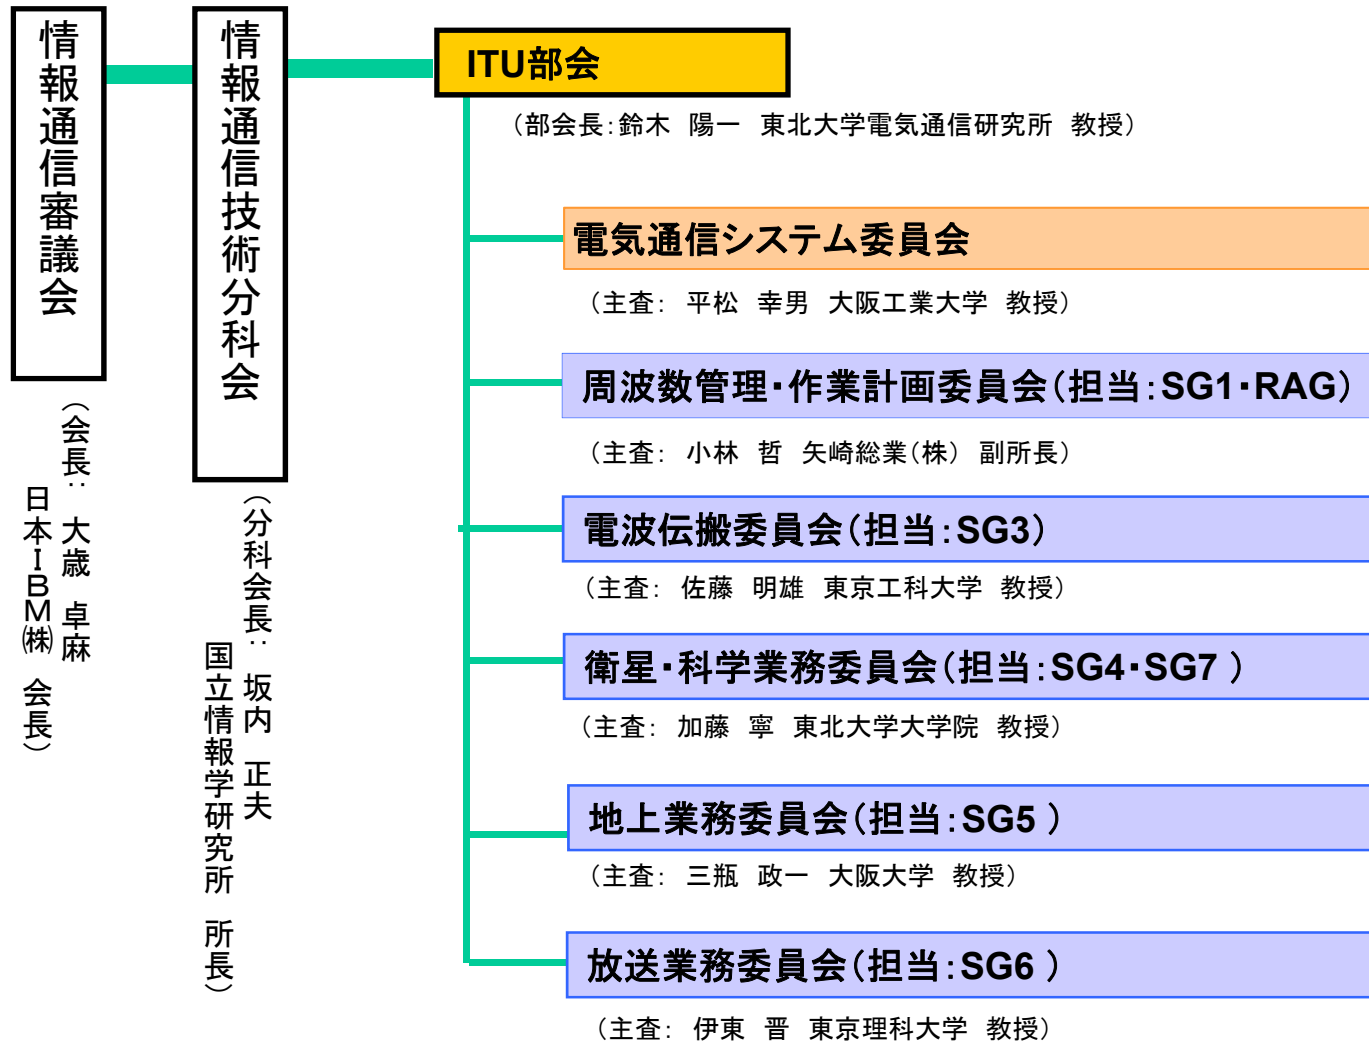 情報通信審議会
（会長： 大歳 卓麻
日本ＩＢＭ㈱ 会長）
情報通信技術分科会
（分科会長： 坂内 正夫
国立情報学研究所 所長）
ITU部会
（部会長：鈴木 陽一 東北大学電気通信研究所 教授）
電気通信システム委員会
（主査： 平松 幸男 大阪工業大学 教授）
周波数管理・作業計画委員会（担当：SG1・RAG）
（主査： 小林 哲 矢崎総業（株） 副所長）
電波伝搬委員会（担当：SG3）
（主査： 佐藤 明雄 東京工科大学 教授）
衛星・科学業務委員会（担当：SG4・SG7 ）
（主査： 加藤 寧 東北大学大学院 教授）
地上業務委員会（担当：SG5 ）
（主査： 三瓶 政一 大阪大学 教授）
放送業務委員会（担当：SG6 ）
（主査： 伊東 晋 東京理科大学 教授）